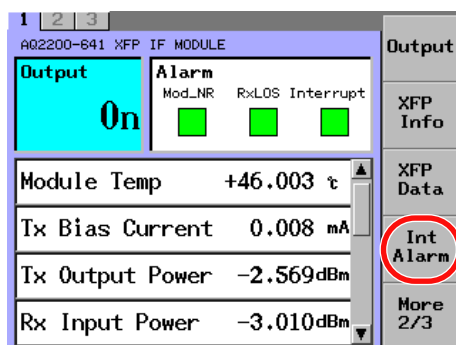 1 2 3
AQ2200-641 XFP IF MODULE
Output
On
Alarm
Mod_NR RxLOS Interrupt
Module Temp +46.003 ℃
Tx Bias Current 0.008 mA
Tx Output Power -2.569dBm
Rx Input Power -3.010dBm
Output
XFP
Info
XFP
Data
Int
Alarm
More
2/3